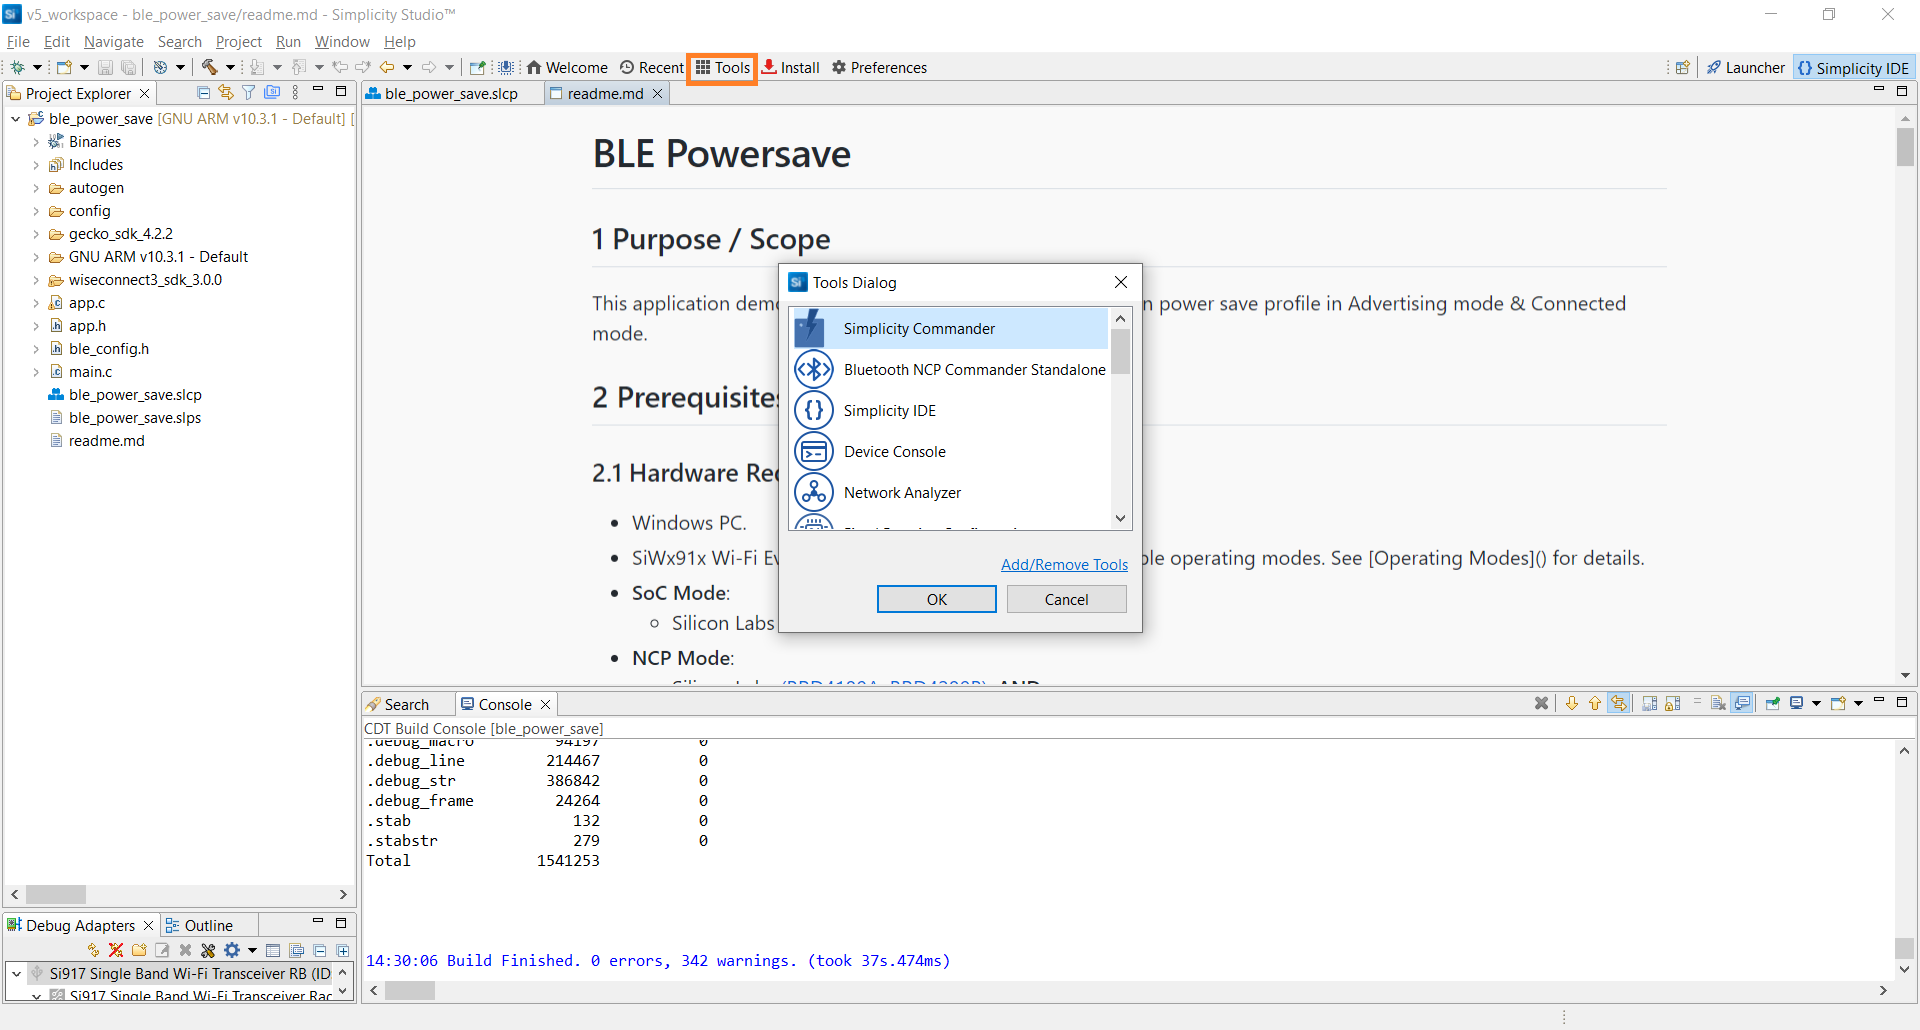 v5_workspace - ble_power_save/readme.md - Simplicity Studio™
File Edit Navigate Search Project Run Window Help
Welcome Recent Tools Install Preferences Launcher {} Simplicity IDE
Project Explorer
ble_power_save [GNU ARM v10.3.1 - Default] [
Binaries
Includes
autogen
config
gecko_sdk_4.2.2
GNU ARM v10.3.1 - Default
wiseconnect3_sdk_3.0.0
app.c
app.h
ble_config.h
main.c
ble_power_save.slcp
ble_power_save.slps
readme.md
ble_power_save.slcp readme.md
BLE Powersave
1 Purpose / Scope
This application demo
n power save profile in Advertising mode & Connected
mode.
2 Prerequisites
2.1 Hardware Rec
• Windows PC.
• SiWx91x Wi-Fi Ev
ble operating modes. See [Operating Modes]() for details.
• SoC Mode:
Silicon Labs
• NCP Mode:
Tools Dialog
Simplicity Commander
Bluetooth NCP Commander Standalone
Simplicity IDE
Device Console
Network Analyzer
Add/Remove Tools
OK Cancel
Search Console
CDT Build Console [ble_power_save]
.debug_macro 94197 0
.debug_line 214467 0
.debug_str 386842 0
.debug_frame 24264 0
.stab 132 0
.stabstr 279 0
Total 1541253
14:30:06 Build Finished. 0 errors, 342 warnings. (took 37s.474ms)
Debug Adapters Outline
Si917 Single Band Wi-Fi Transceiver RB (ID
Si917 Single Band Wi-Fi Transceiver Rac